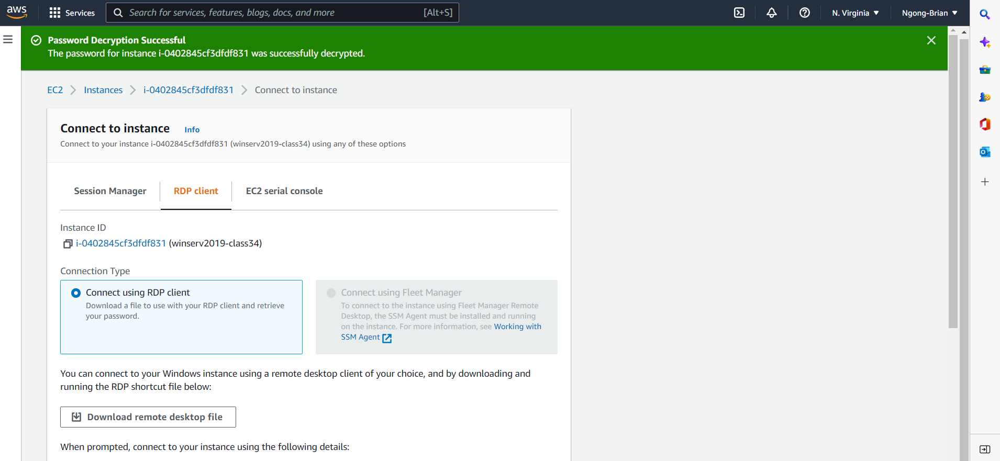 aws
Services
Search for services, features, blogs, docs, and more
[Alt+S]
N. Virginia
Ngong-Brian
Password Decryption Successful
The password for instance i-0402845cf3dfdf831 was successfully decrypted.
EC2
Instances
i-0402845cf3dfdf831
Connect to instance
Connect to instance
Info
Connect to your instance i-0402845cf3dfdf831 (winserv2019-class34) using any of these options
Session Manager
RDP client
EC2 serial console
Instance ID
i-0402845cf3dfdf831 (winserv2019-class34)
Connection Type
Connect using RDP client
Download a file to use with your RDP client and retrieve
your password.
Connect using Fleet Manager
To connect to the instance using Fleet Manager Remote
Desktop, the SSM Agent must be installed and running
on the instance. For more information, see Working with
SSM Agent
You can connect to your Windows instance using a remote desktop client of your choice, and by downloading and
running the RDP shortcut file below:
Download remote desktop file
When prompted, connect to your instance using the following details: